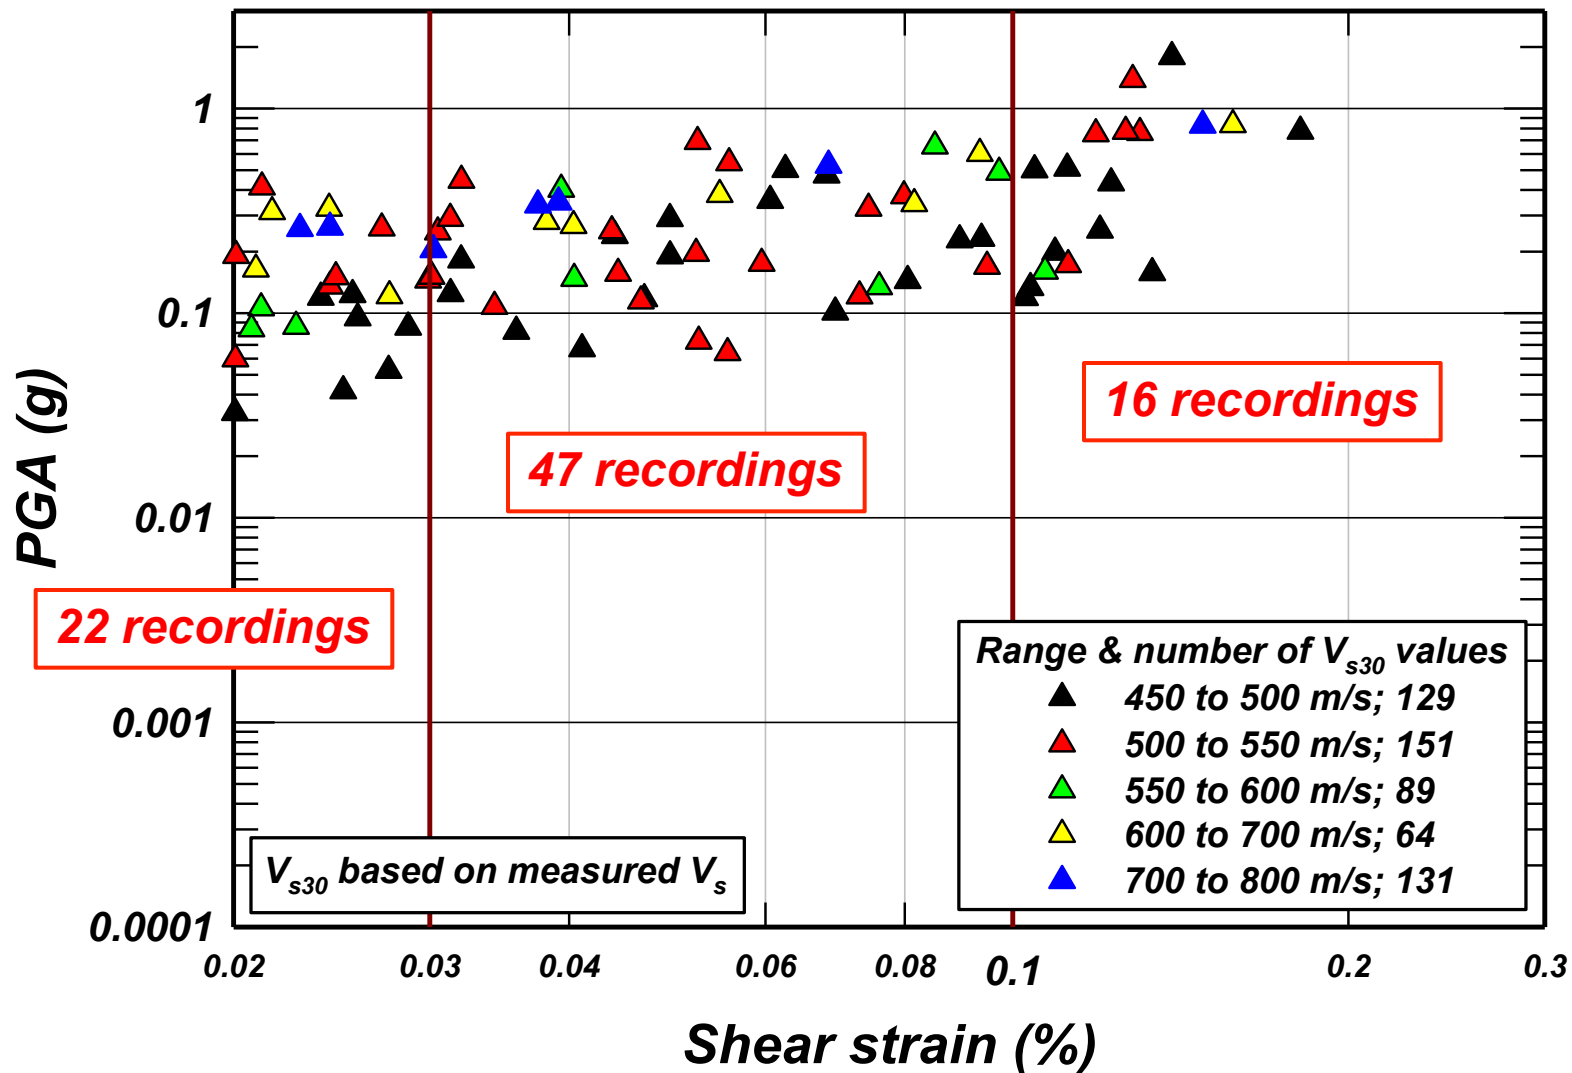 1
0.1
0.01
0.001
0.0001
PGA (g)
16 recordings
47 recordings
22 recordings
Range & number of Vs30 values
450 to 500 m/s; 129
500 to 550 m/s; 151
550 to 600 m/s; 89
600 to 700 m/s; 64
700 to 800 m/s; 131
Vs30 based on measured Vs
0.02 0.03 0.04 0.06 0.08 0.1 0.2 0.3
Shear strain (%)